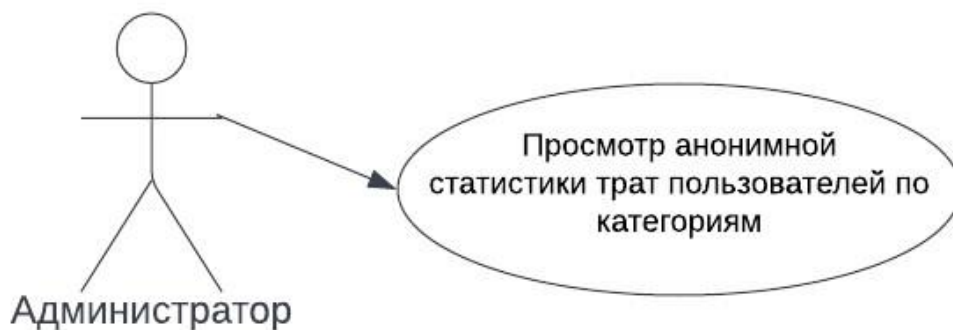 Просмотр анонимной
статистики трат пользователей по
категориям
Администратор